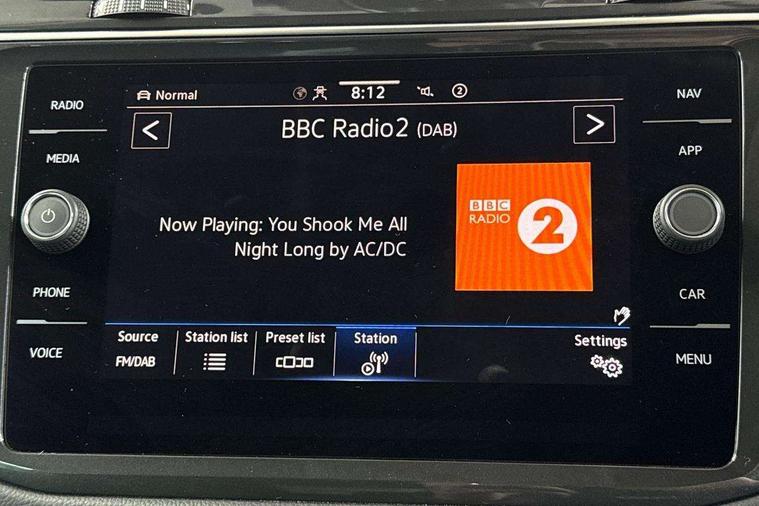 RADIO
MEDIA
PHONE
VOICE
Normal
8:12
2
BBC Radio2 (DAB)
Now Playing: You Shook Me All
Night Long by AC/DC
BBC
RADIO
2
Source
FM/DAB
Station list
Preset list
Station
Settings
NAV
APP
CAR
MENU